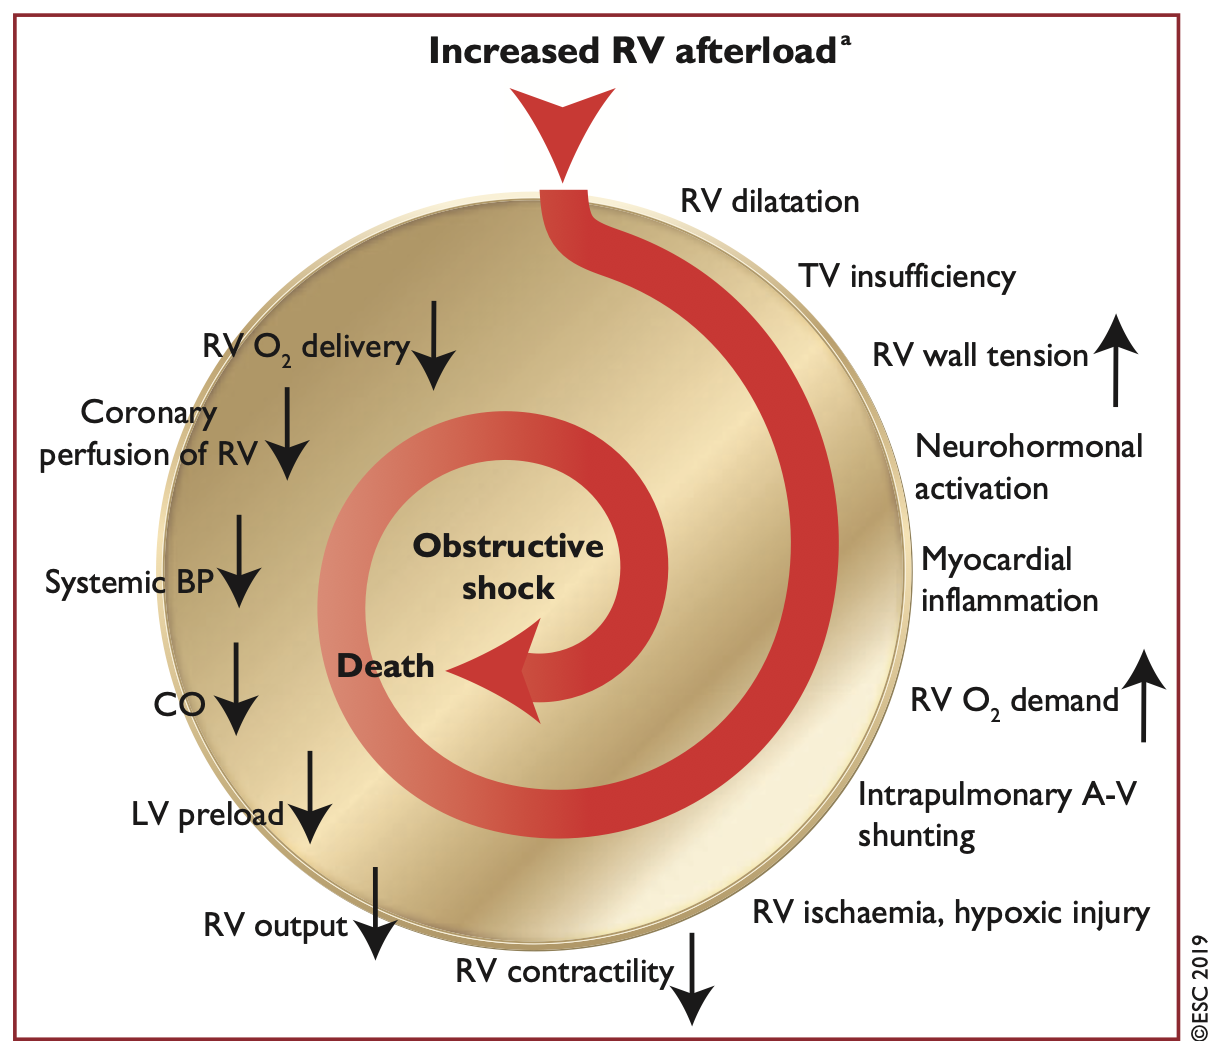 Increased RV afterload a
RV dilatation
TV insufficiency
RV wall tension
Neurohormonal
activation
Myocardial
inflammation
RV O2 demand
Intrapulmonary A-V
shunting
RV ischaemia, hypoxic injury
RV contractility
RV output
LV preload
CO
Systemic BP
Coronary
perfusion of RV
RV O2 delivery
Obstructive
shock
Death
©ESC 2019